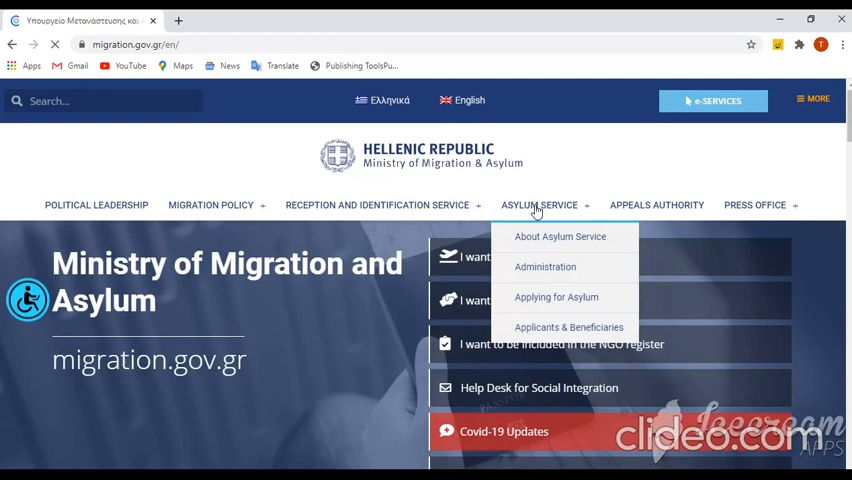 Υπουργείο Μετανάστευσης και
migration.gov.gr/en/
T
Apps
Gmail
YouTube
Maps
News
Translate
Publishing ToolsPu...
Search...
Ελληνικά
English
e-SERVICES
MORE
HELLENIC REPUBLIC
Ministry of Migration & Asylum
POLITICAL LEADERSHIP
MIGRATION POLICY +
RECEPTION AND IDENTIFICATION SERVICE +
ASYLUM SERVICE +
APPEALS AUTHORITY
PRESS OFFICE +
About Asylum Service
Administration
Applying for Asylum
Applicants & Beneficiaries
Ministry of Migration and
Asylum
migration.gov.gr
I want
I want
I want to be included in the NGO register
Help Desk for Social Integration
Covid-19 Updates
PASSPORT
Icecream
APPS
clideo.com